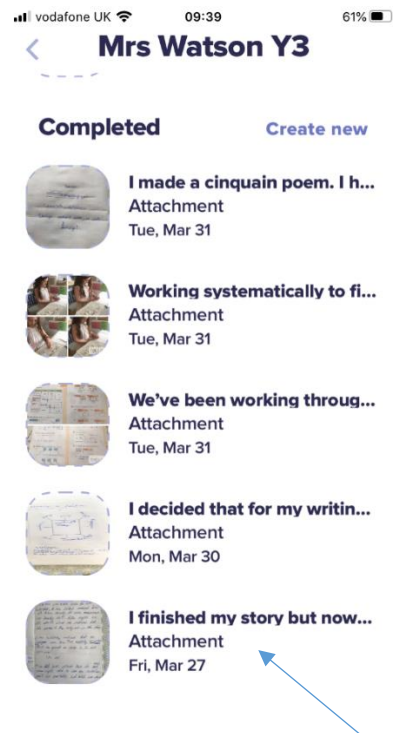 vodafone UK 09:39 61%
Mrs Watson Y3
Completed Create new
I made a cinquain poem. I h...
Attachment
Tue, Mar 31
Working systematically to fi...
Attachment
Tue, Mar 31
We've been working throug...
Attachment
Tue, Mar 31
I decided that for my writin...
Attachment
Mon, Mar 30
I finished my story but now...
Attachment
Fri, Mar 27